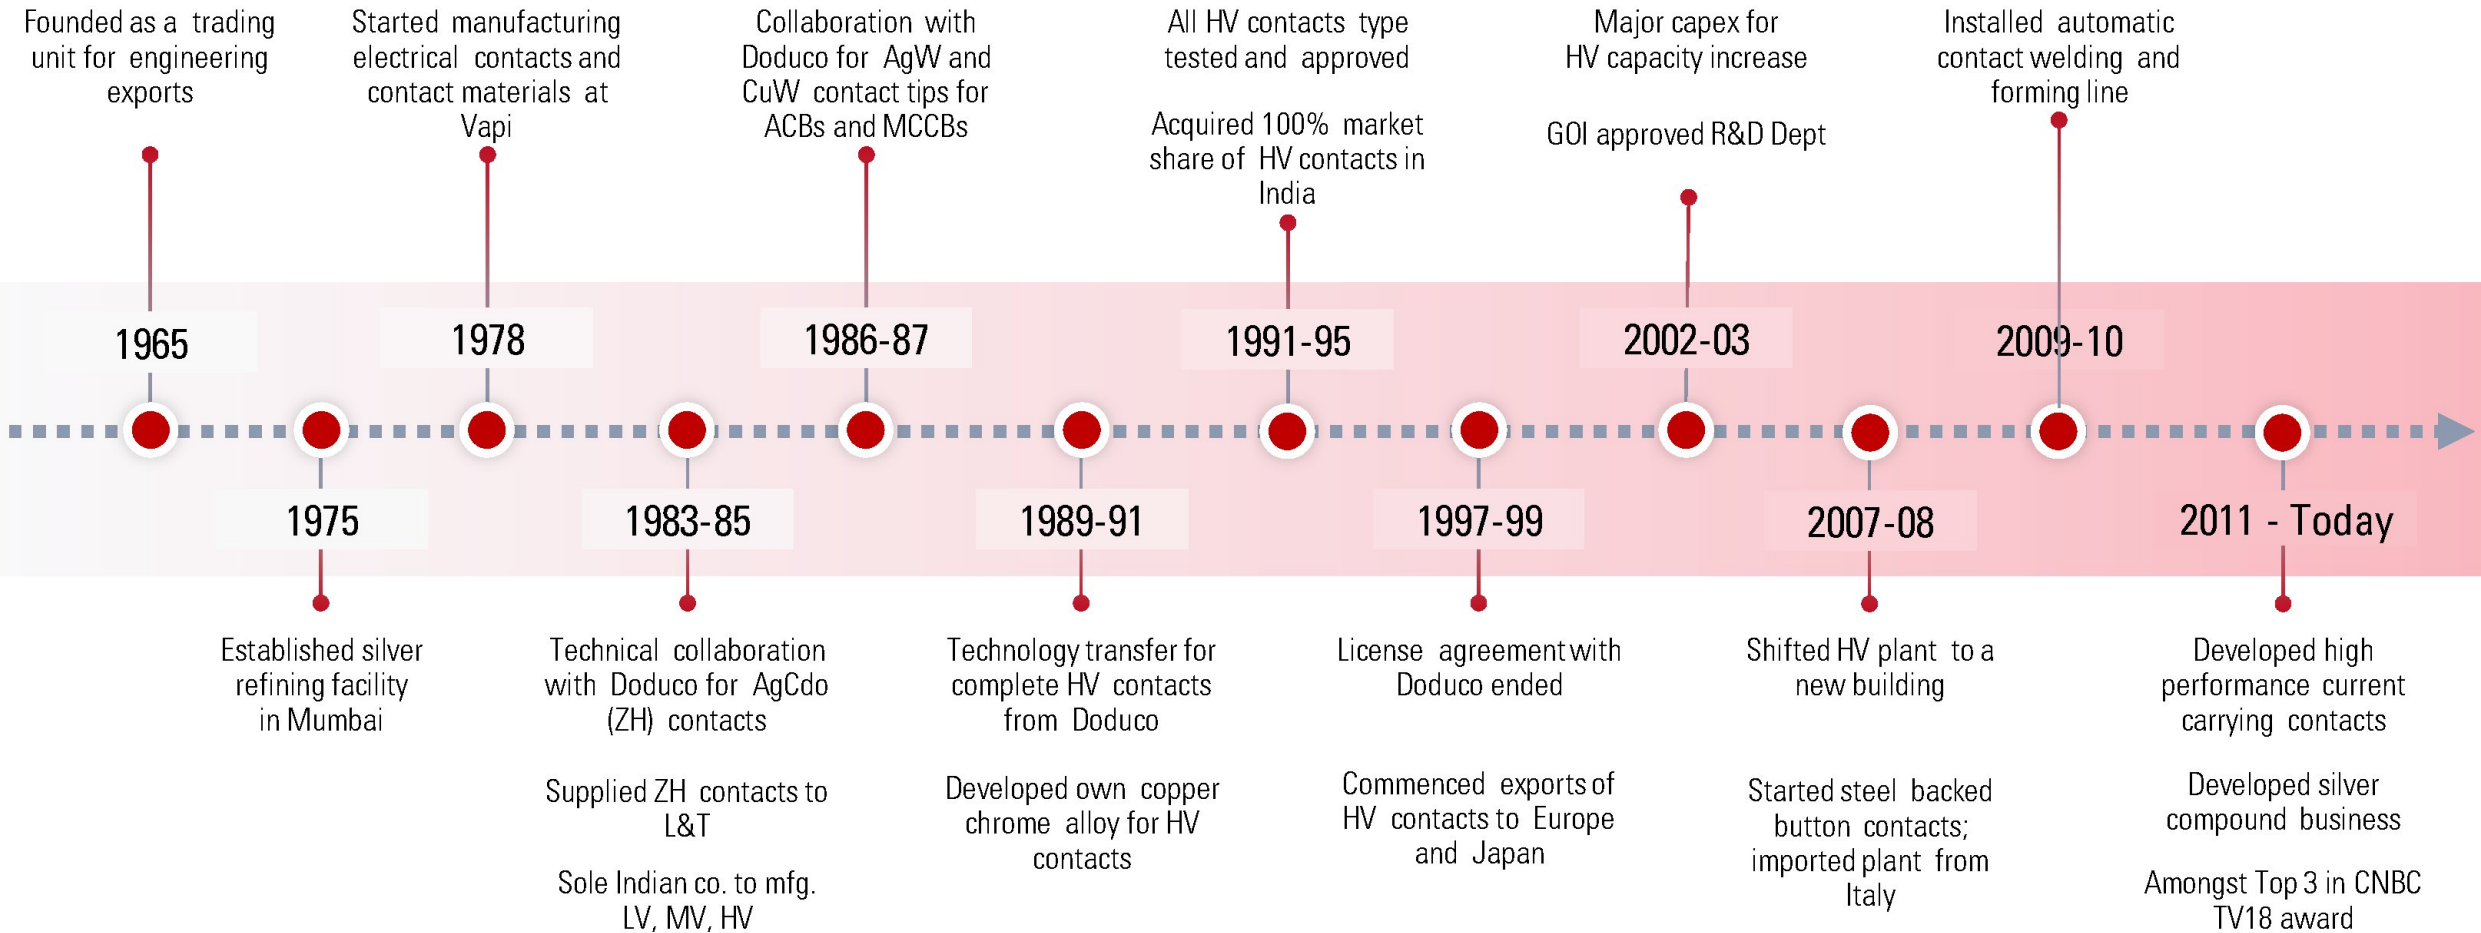 Founded as a trading
unit for engineering
exports
1965
1975
Established silver
refining facility
in Mumbai
Started manufacturing
electrical contacts and
contact materials at
Vapi
1978
1983-85
Technical collaboration
with Doduco for AgCdo
(ZH) contacts
Supplied ZH contacts to
L&T
Sole Indian co. to mfg.
LV, MV, HV
Collaboration with
Doduco for AgW and
CuW contact tips for
ACBs and MCCBs
1986-87
1989-91
Technology transfer for
complete HV contacts
from Doduco
Developed own copper
chrome alloy for HV
contacts
All HV contacts type
tested and approved
Acquired 100% market
share of HV contacts in
India
1991-95
1997-99
License agreement with
Doduco ended
Commenced exports of
HV contacts to Europe
and Japan
Major capex for
HV capacity increase
GOI approved R&D Dept
2002-03
2007-08
Shifted HV plant to a
new building
Started steel backed
button contacts;
imported plant from
Italy
Installed automatic
contact welding and
forming line
2009-10
2011 - Today
Developed high
performance current
carrying contacts
Developed silver
compound business
Amongst Top 3 in CNBC
TV18 award